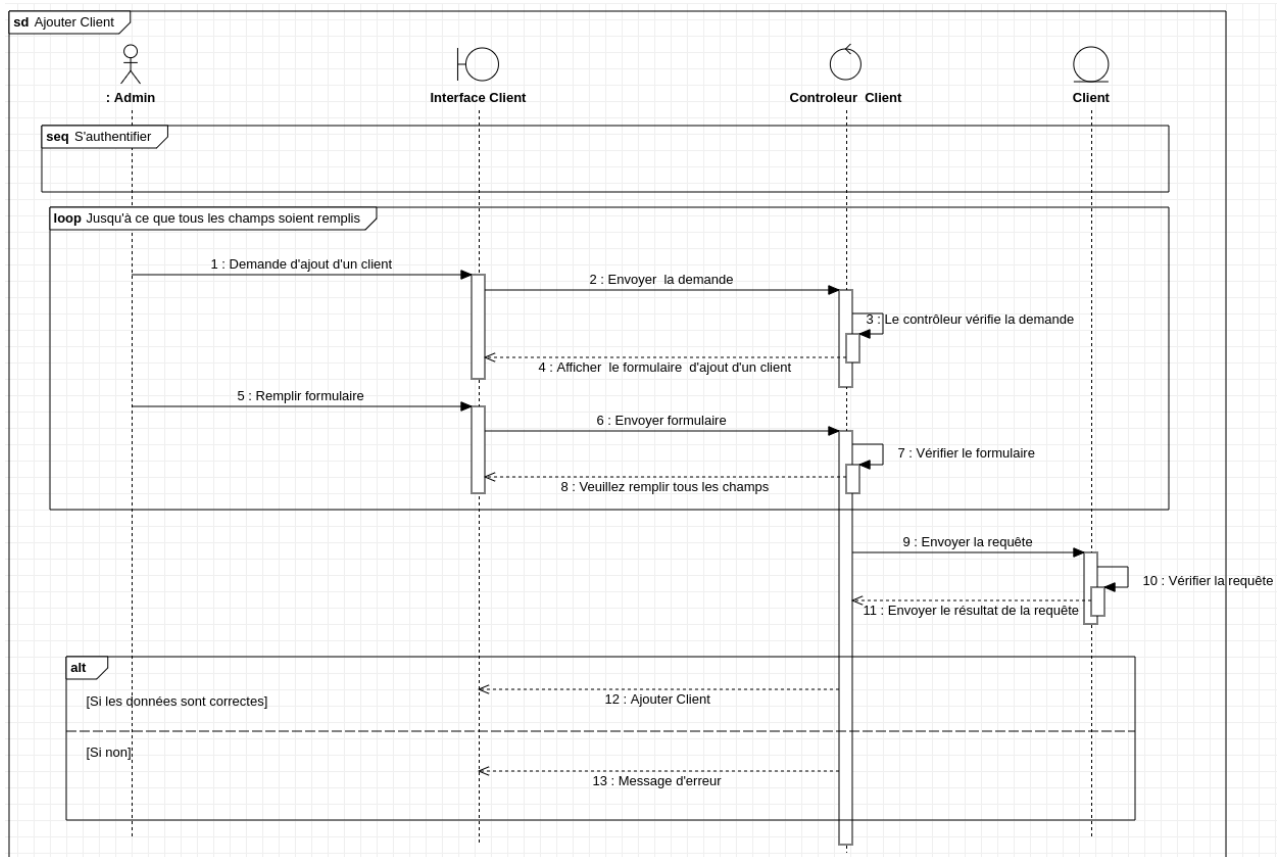 sd Ajouter Client
: Admin
Interface Client
Controleur Client
Client
seq S'authentifier
loop Jusqu'à ce que tous les champs soient remplis
1 : Demande d'ajout d'un client
2 : Envoyer la demande
3 : Le contrôleur vérifie la demande
4 : Afficher le formulaire d'ajout d'un client
5 : Remplir formulaire
6 : Envoyer formulaire
7 : Vérifier le formulaire
8 : Veuillez remplir tous les champs
9 : Envoyer la requête
10 : Vérifier la requête
11 : Envoyer le résultat de la requête
alt
[Si les données sont correctes]
12 : Ajouter Client
[Si non]
13 : Message d'erreur